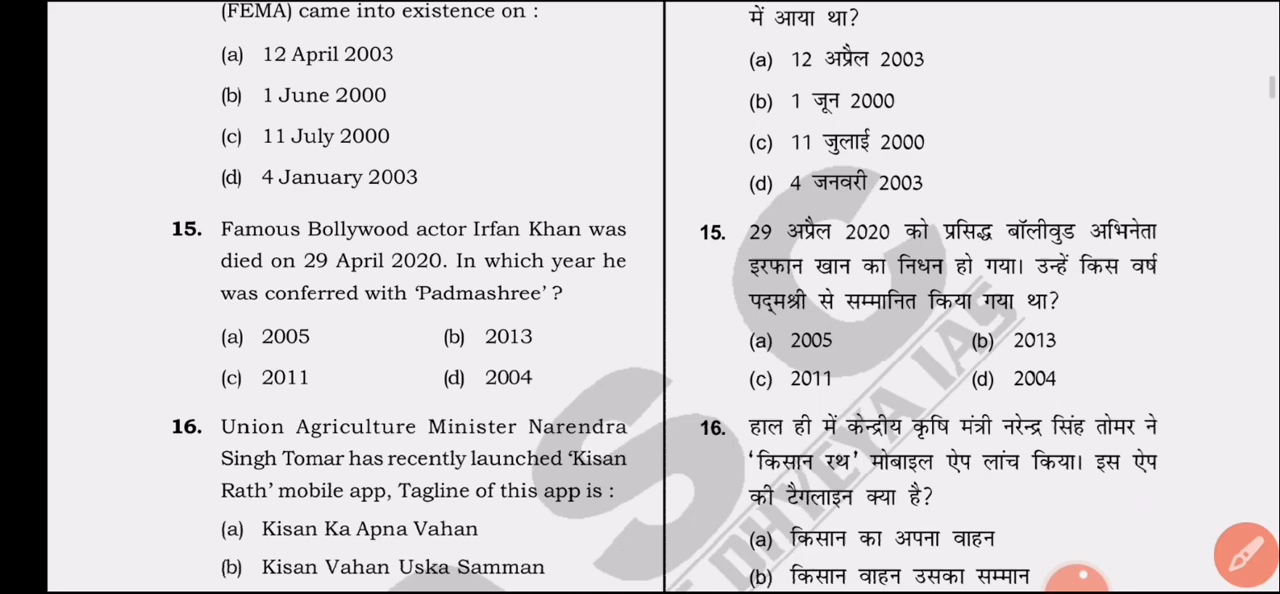 (FEMA) came into existence on :
(a) 12 April 2003
(b) 1 June 2000
(c) 11 July 2000
(d) 4 January 2003
15. Famous Bollywood actor Irfan Khan was
died on 29 April 2020. In which year he
was conferred with 'Padmashree' ?
(a) 2005 (b) 2013
(c) 2011 (d) 2004
16. Union Agriculture Minister Narendra
Singh Tomar has recently launched 'Kisan
Rath' mobile app, Tagline of this app is :
(a) Kisan Ka Apna Vahan
(b) Kisan Vahan Uska Samman
में आया था?
(a) 12 अप्रैल 2003
(b) 1 जून 2000
(c) 11 जुलाई 2000
(d) 4 जनवरी 2003
15. 29 अप्रैल 2020 को प्रसिद्ध बॉलीवुड अभिनेता
इरफान खान का निधन हो गया। उन्हें किस वर्ष
पद्मश्री से सम्मानित किया गया था?
(a) 2005 (b) 2013
(c) 2011 (d) 2004
16. हाल ही में केन्द्रीय कृषि मंत्री नरेन्द्र सिंह तोमर ने
'किसान रथ' मोबाइल ऐप लांच किया। इस ऐप
की टैगलाइन क्या है?
(a) किसान का अपना वाहन
(b) किसान वाहन उसका सम्मान
S C
DHYEYA IAS